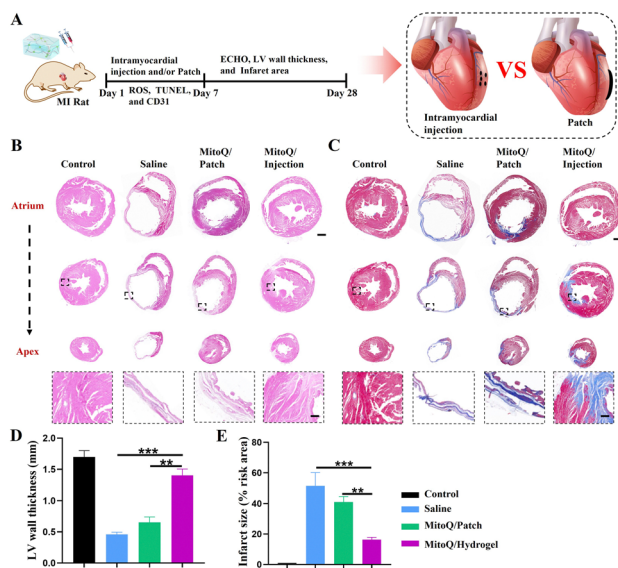 A
MI Rat
Intramyocardial
injection and/or Patch
ECHO, LV wall thickness,
and Infaret area
Day 1
ROS, TUNEL,
and CD31
Day 7
Day 28
VS
Intramyocardial
injection
Patch
B
Control
Saline
MitoQ/
Patch
MitoQ/
Injection
C
Control
Saline
MitoQ/
Patch
MitoQ/
Injection
Atrium
Apex
D
LV wall thickness (mm)
2.0
1.5
1.0
0.5
0.0
***
**
E
Infarct size (% risk area)
80
60
40
20
0
***
**
Control
Saline
MitoQ/Patch
MitoQ/Hydrogel